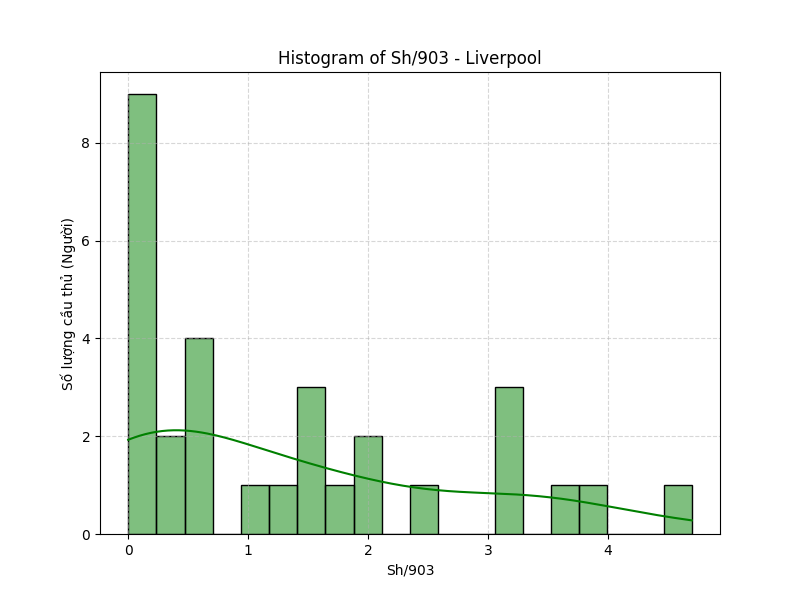 Histogram of Sh/903 - Liverpool
Số lượng cầu thủ (Người)
8
6
4
2
0
0 1 2 3 4
Sh/903